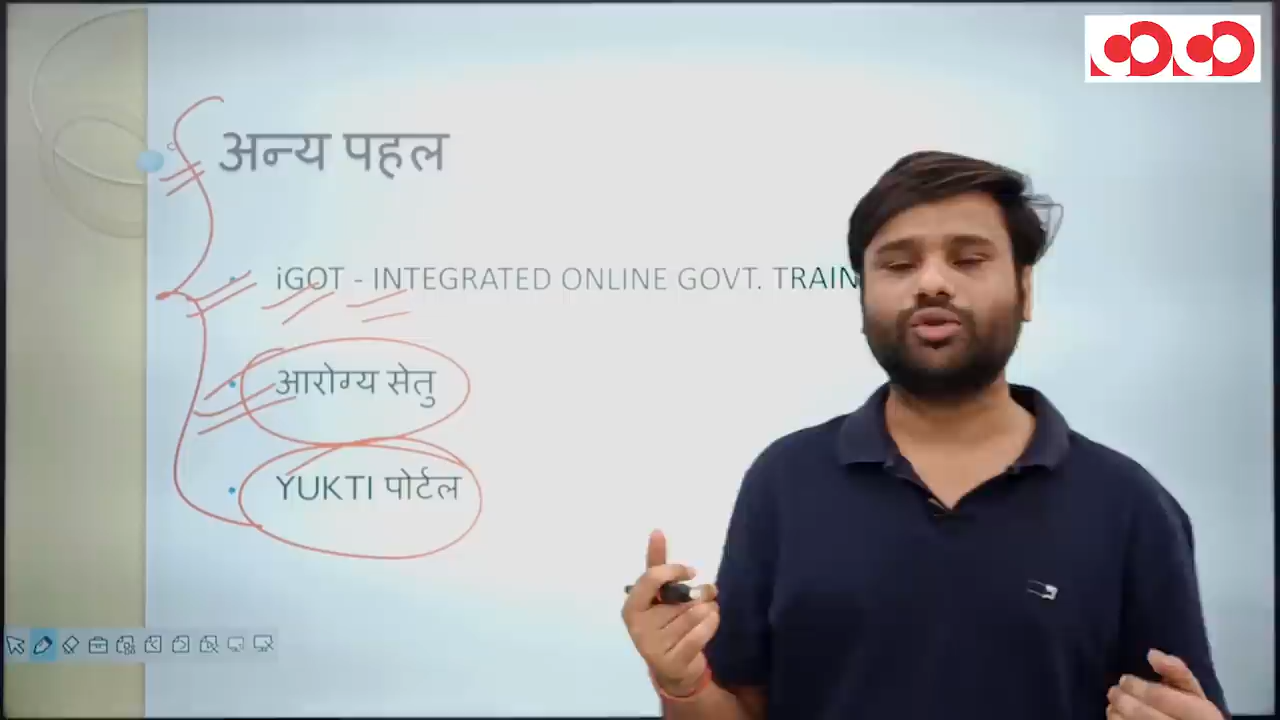 अन्य पहल
iGOT - INTEGRATED ONLINE GOVT. TRAIN
आरोग्य सेतु
YUKTI पोर्टल